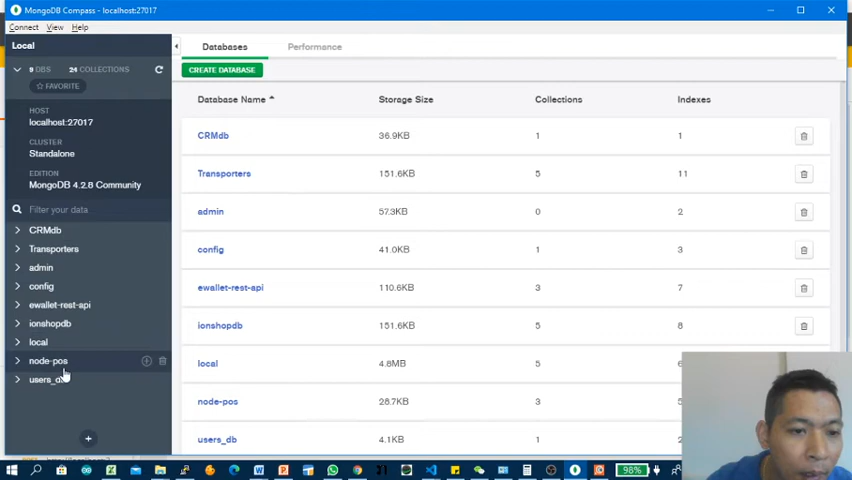 MongoDB Compass - localhost:27017
Connect View Help
Local
9 DBS 24 COLLECTIONS
☆ FAVORITE
HOST
localhost:27017
CLUSTER
Standalone
EDITION
MongoDB 4.2.8 Community
Filter your data
CRMdb
Transporters
admin
config
ewallet-rest-api
ionshopdb
local
node-pos
Databases Performance
CREATE DATABASE
Database Name Storage Size Collections Indexes
CRMdb 36.9KB 1 1
Transporters 151.6KB 5 11
admin 57.3KB 0 2
config 41.0KB 1 3
ewallet-rest-api 110.6KB 3 7
ionshopdb 151.6KB 5 8
local 4.8MB 5
node-pos 28.7KB 3
users_db 4.1KB 1
98%